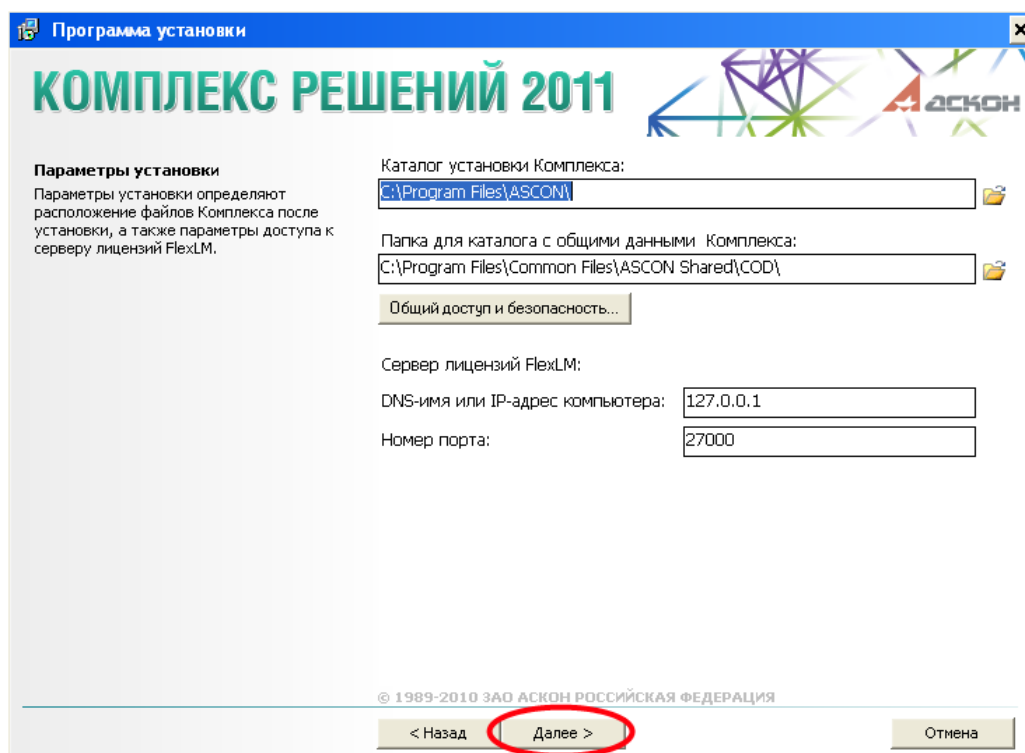 Программа установки
КОМПЛЕКС РЕШЕНИЙ 2011
АСКОН
Параметры установки
Параметры установки определяют
расположение файлов Комплекса после
установки, а также параметры доступа к
серверу лицензий FlexLM.
Каталог установки Комплекса:
C:\Program Files\ASCON\
Папка для каталога с общими данными Комплекса:
C:\Program Files\Common Files\ASCON Shared\COD\
Общий доступ и безопасность...
Сервер лицензий FlexLM:
DNS-имя или IP-адрес компьютера: 127.0.0.1
Номер порта: 27000
© 1989-2010 ЗАО АСКОН РОССИЙСКАЯ ФЕДЕРАЦИЯ
< Назад Далее > Отмена